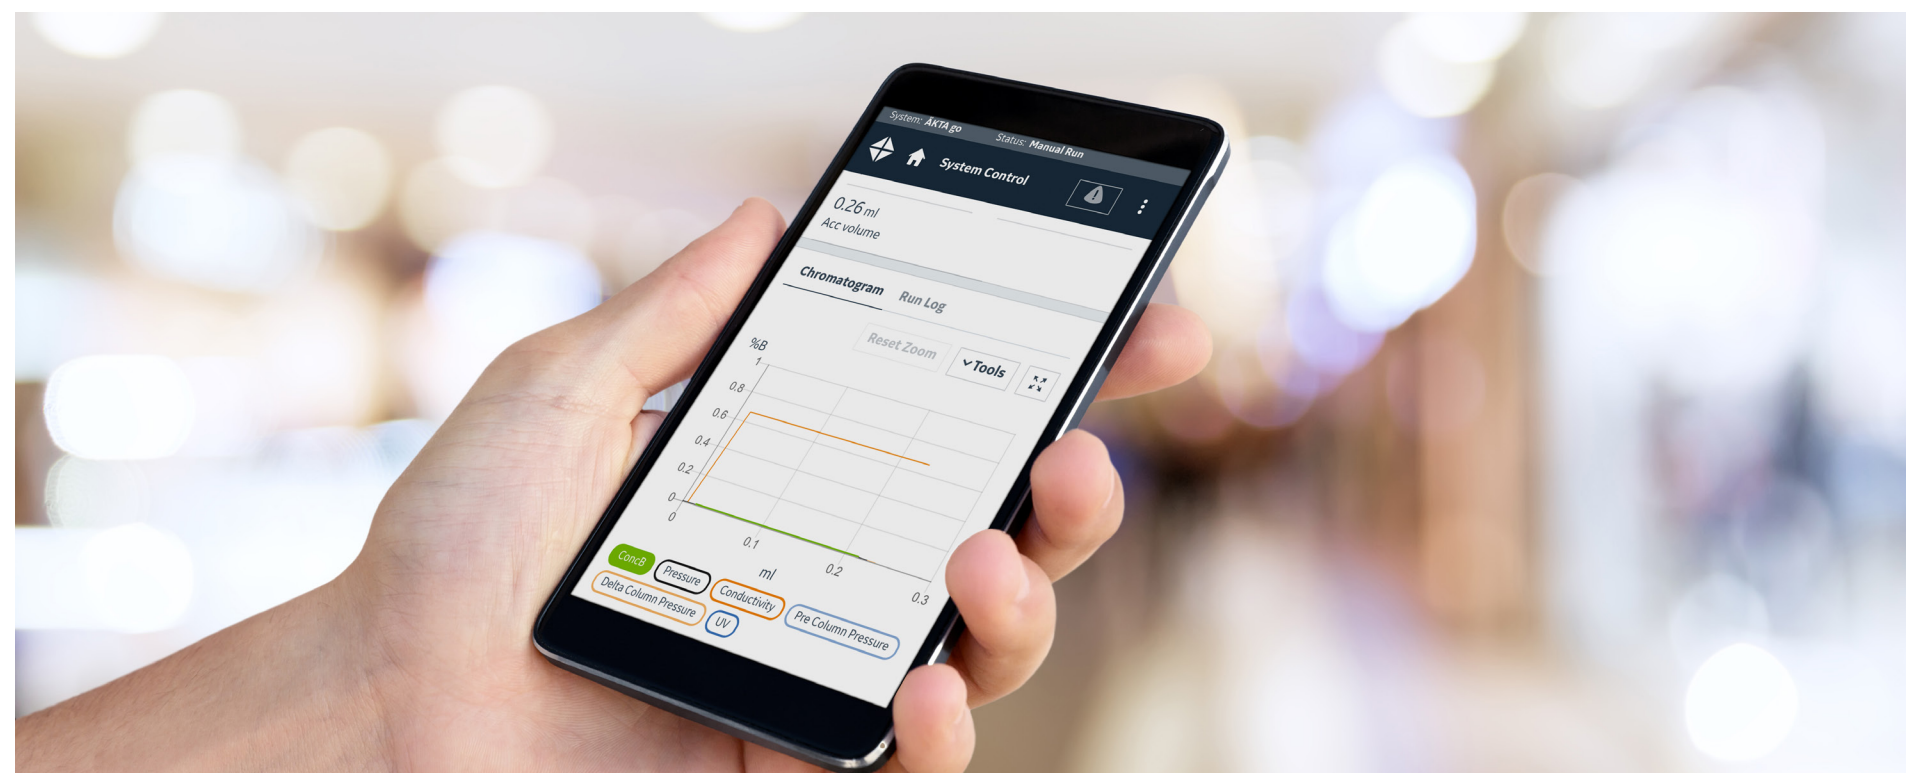 System: ÄKTA go Status: Manual Run
System Control
0.26 ml
Acc volume
Chromatogram Run Log
Reset Zoom Tools
%B
1
0.8
0.6
0.4
0.2
0
0 0.1 0.2 0.3
ml
ConcB Pressure Conductivity Pre Column Pressure
Delta Column Pressure UV